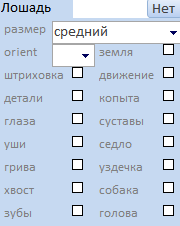 Лошадь Нет
размер средний
orient земля
штриховка движение
детали копыта
глаза суставы
уши седло
грива уздечка
хвост собака
зубы голова